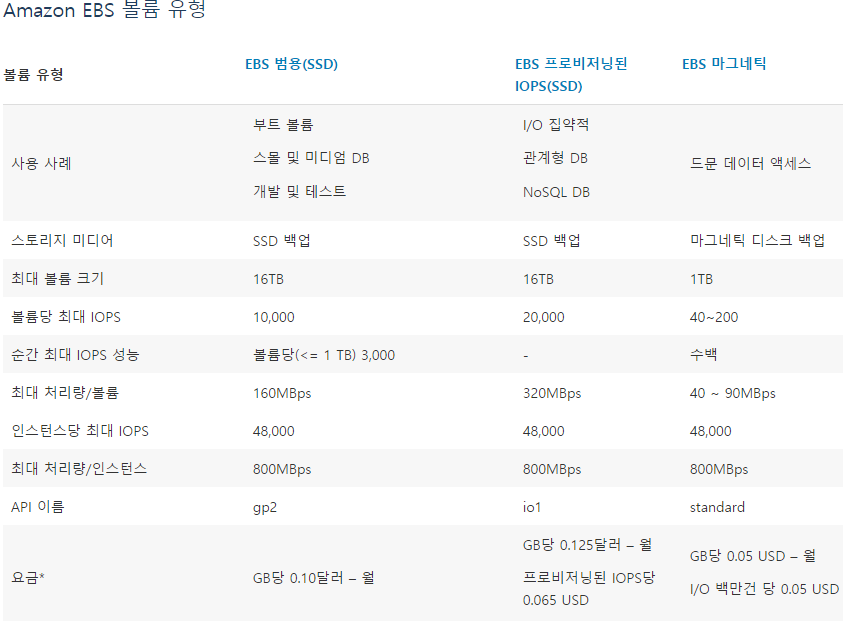 Amazon EBS 볼륨 유형
볼륨 유형 EBS 범용(SSD) EBS 프로비저닝된 IOPS(SSD) EBS 마그네틱
사용 사례
부트 볼륨
스몰 및 미디엄 DB
개발 및 테스트
I/O 집약적
관계형 DB
NoSQL DB
드문 데이터 액세스
스토리지 미디어 SSD 백업 SSD 백업 마그네틱 디스크 백업
최대 볼륨 크기 16TB 16TB 1TB
볼륨당 최대 IOPS 10,000 20,000 40~200
순간 최대 IOPS 성능 볼륨당(<= 1 TB) 3,000 - 수백
최대 처리량/볼륨 160MBps 320MBps 40 ~ 90MBps
인스턴스당 최대 IOPS 48,000 48,000 48,000
최대 처리량/인스턴스 800MBps 800MBps 800MBps
API 이름 gp2 io1 standard
요금*
GB당 0.10달러 – 월
GB당 0.125달러 – 월
프로비저닝된 IOPS당
0.065 USD
GB당 0.05 USD – 월
I/O 백만건 당 0.05 USD